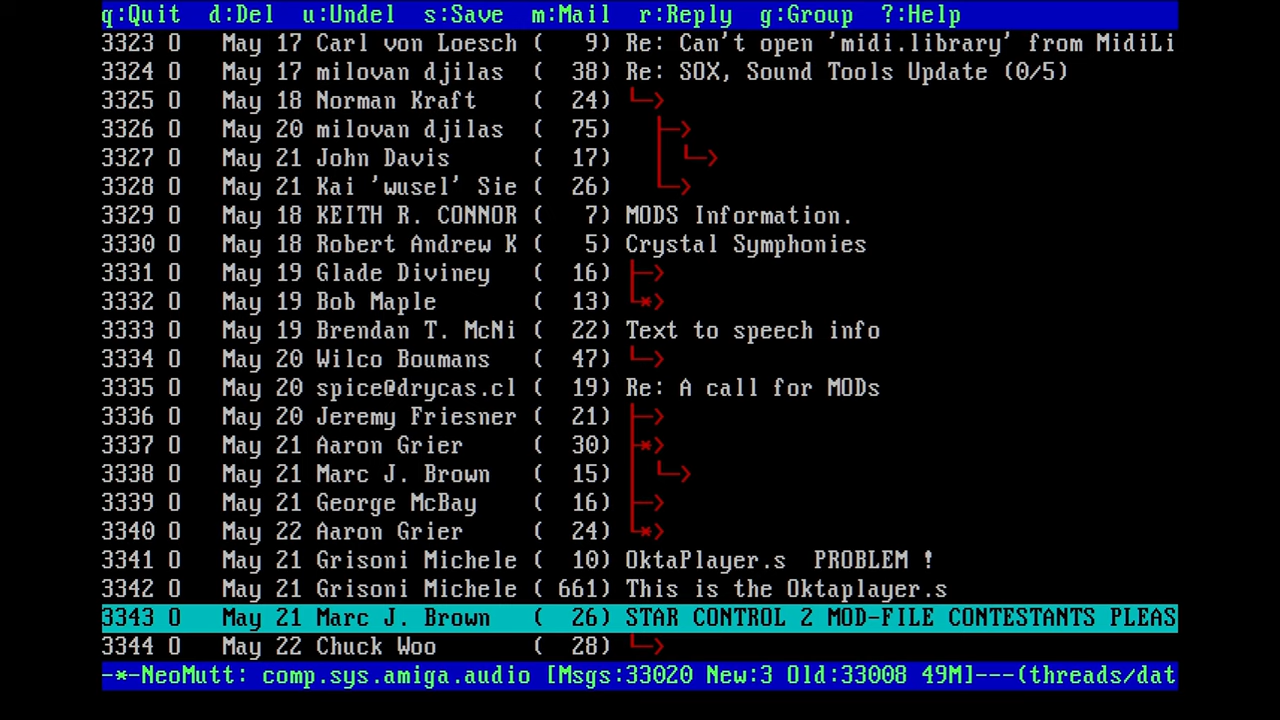 q:Quit  d:Del  u:Undel  s:Save  m:Mail  r:Reply  g:Group  ?:Help
3323 O   May 17 Carl von Loesch (   9) Re: Can't open 'midi.library' from MidiLi
3324 O   May 17 milovan djilas  (  38) Re: SOX, Sound Tools Update (0/5)
3325 O   May 18 Norman Kraft    (  24) └─>
3326 O   May 20 milovan djilas  (  75)   ├─>
3327 O   May 21 John Davis      (  17)   │ └─>
3328 O   May 21 Kai 'wusel' Sie (  26)   └─>
3329 O   May 18 KEITH R. CONNOR (   7) MODS Information.
3330 O   May 18 Robert Andrew K (   5) Crystal Symphonies
3331 O   May 19 Glade Diviney   (  16) ├─>
3332 O   May 19 Bob Maple       (  13) └*>
3333 O   May 19 Brendan T. McNi (  22) Text to speech info
3334 O   May 20 Wilco Boumans   (  47) └─>
3335 O   May 20 spice@drycas.cl (  19) Re: A call for MODs
3336 O   May 20 Jeremy Friesner (  21) ├─>
3337 O   May 21 Aaron Grier     (  30) ├*>
3338 O   May 21 Marc J. Brown   (  15) │ └─>
3339 O   May 21 George McBay    (  16) ├─>
3340 O   May 22 Aaron Grier     (  24) └*>
3341 O   May 21 Grisoni Michele (  10) OktaPlayer.s  PROBLEM !
3342 O   May 21 Grisoni Michele ( 661) This is the Oktaplayer.s
3343 O   May 21 Marc J. Brown   (  26) STAR CONTROL 2 MOD-FILE CONTESTANTS PLEAS
3344 O   May 22 Chuck Woo       (  28) └─>
-*-NeoMutt: comp.sys.amiga.audio [Msgs:33020 New:3 Old:33008 49M]---(threads/dat